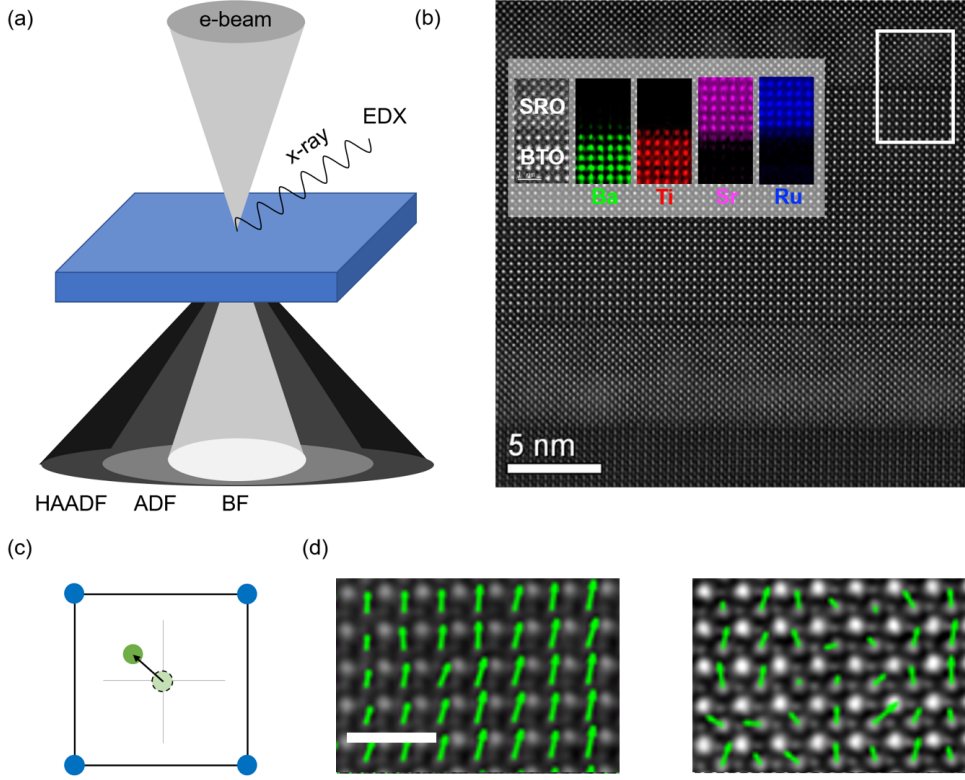 (a)
e-beam
x-ray
EDX
HAADF
ADF
BF
(b)
SRO
BTO
Ba
Ti
Sr
Ru
5 nm
(c)
(d)